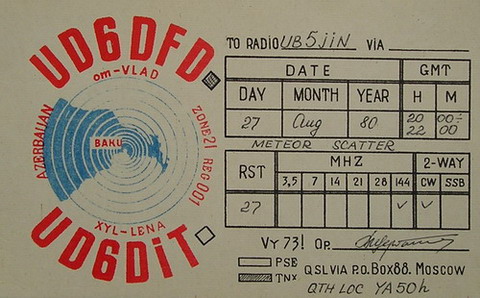 UD6DFD
om-VLAD
AZERBAIJAN
ZONE 21 REG 001
BAKU
XYL-LENA
UD6DiT
TO RADIO UB5JiN VIA
DATE GMT
DAY MONTH YEAR H M
27 Aug 80 20 22 00÷ 00
METEOR SCATTER
RST MHZ 2-WAY
3,5 7 14 21 28 144 CW SSB
27 ✓ ✓
VY 73! OP.
PSE
TNX QSL VIA P.O. BOX 88. MOSCOW
QTH LOC YA50h